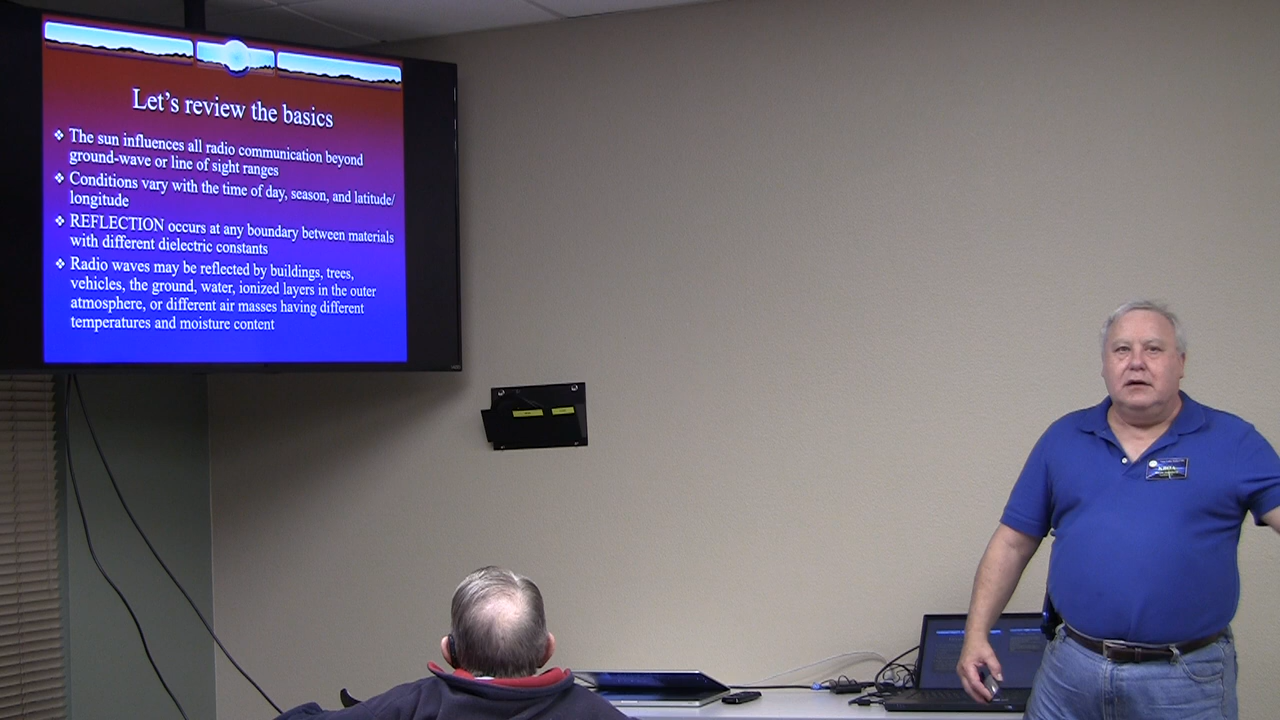 Let's review the basics
❖ The sun influences all radio communication beyond
ground-wave or line of sight ranges
❖ Conditions vary with the time of day, season, and latitude/
longitude
❖ REFLECTION occurs at any boundary between materials
with different dielectric constants
❖ Radio waves may be reflected by buildings, trees,
vehicles, the ground, water, ionized layers in the outer
atmosphere, or different air masses having different
temperatures and moisture content